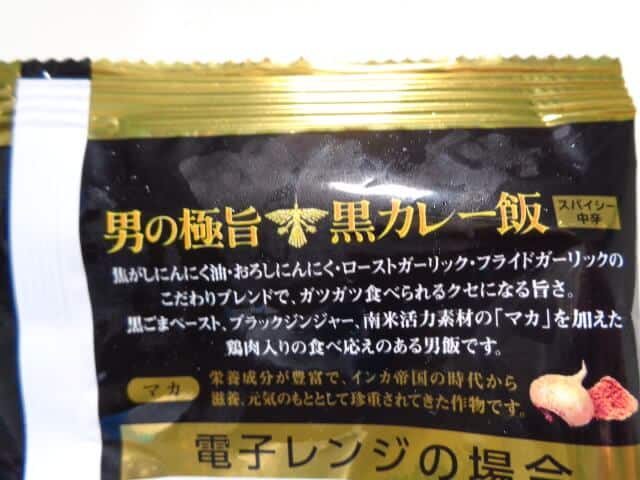 男の極旨 黒カレー飯 スパイシー中辛
焦がしにんにく油・おろしにんにく・ローストガーリック・フライドガーリックの
こだわりブレンドで、ガツガツ食べられるクセになる旨さ。
黒ごまペースト、ブラックジンジャー、南米活力素材の「マカ」を加えた
鶏肉入りの食べ応えのある男飯です。
マカ
栄養成分が豊富で、インカ帝国の時代から
滋養、元気のもととして珍重されてきた作物です。
電子レンジの場合